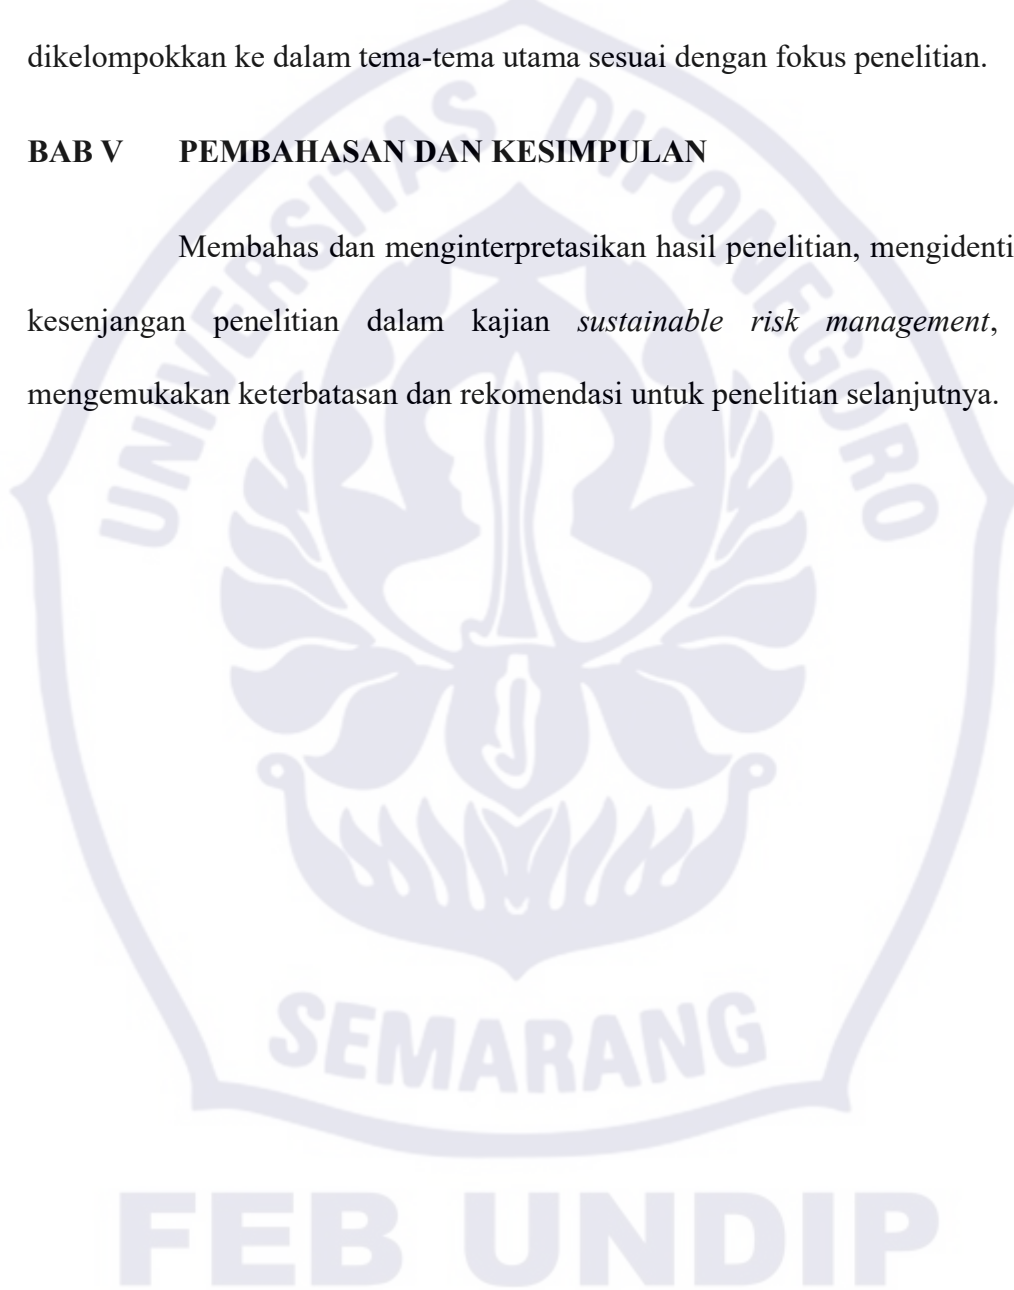 dikelompokkan ke dalam tema-tema utama sesuai dengan fokus penelitian.
BAB V PEMBAHASAN DAN KESIMPULAN
Membahas dan menginterpretasikan hasil penelitian, mengidenti
kesenjangan penelitian dalam kajian sustainable risk management,
mengemukakan keterbatasan dan rekomendasi untuk penelitian selanjutnya.
UNIVERSITAS DIPONEGORO
SEMARANG
FEB UNDIP